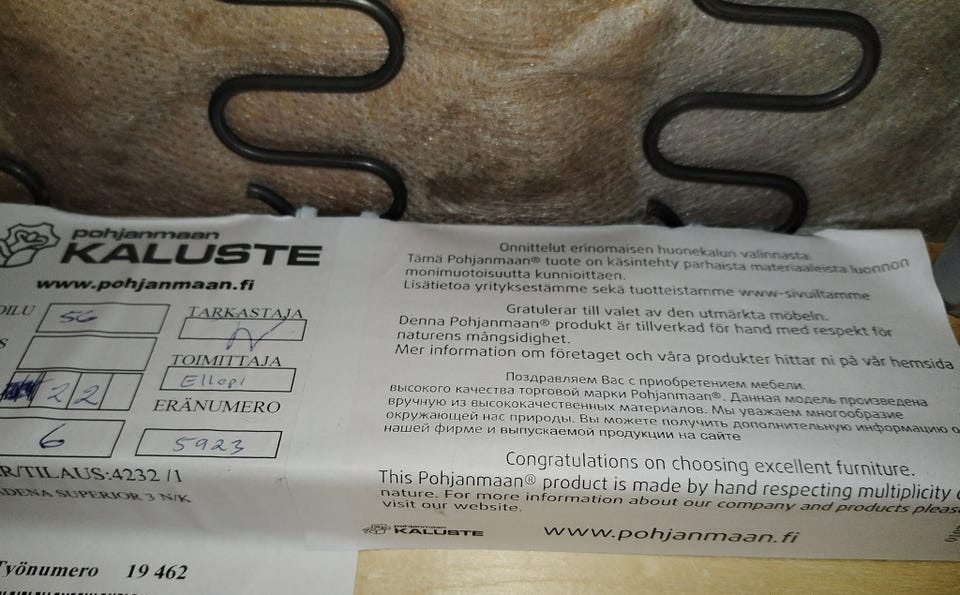 pohjanmaan
KALUSTE
www.pohjanmaa.fi
56
TARKASTAJA
TOIMITTAJA
22
Ellopi
ERÄNUMERO
6
5923
R/TILAUS:4232 /1
ADENA SUPERIOR 3 N/K
Työnumero 19 462
Onnittelut erinomaisen huonekalun valinnasta.
Tämä Pohjanmaan® tuote on käsintehty parhaista materiaaleista luonnon
monimuotoisuutta kunnioittaen.
Lisätietoa yrityksestämme sekä tuotteistamme www-sivuiltamme
Gratulerar till valet av den utmärkta möbeln.
Denna Pohjanmaan® produkt är tillverkad för hand med respekt för
naturens mångsidighet.
Mer information om företaget och våra produkter hittar ni på vår hemsida
Поздравляем Вас с приобретением мебели.
высокого качества торговой марки Pohjanmaan®. Данная модель произведена
вручную из высококачественных материалов. Мы уважаем многообразие
окружающей нас природы. Вы можете получить дополнительную информацию о
нашей фирме и выпускаемой продукции на сайте
Congratulations on choosing excellent furniture.
This Pohjanmaan® product is made by hand respecting multiplicity
nature. For more information about our company and products pleas
visit our website.
pohjanmaan
KALUSTE
www.pohjanmaan.fi